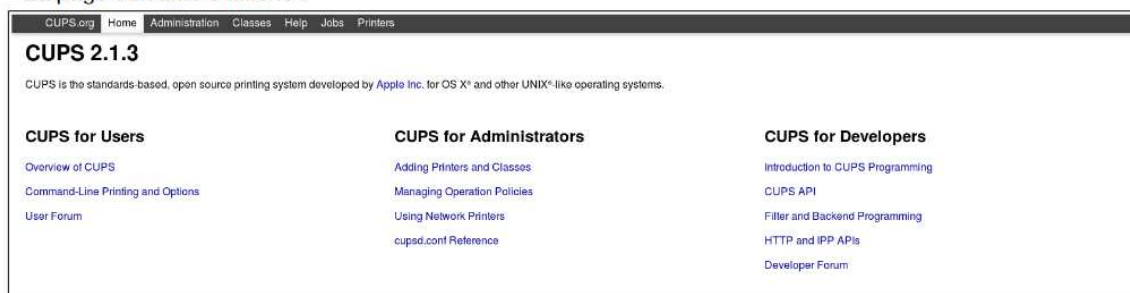 CUPS.org Home Administration Classes Help Jobs Printers
CUPS 2.1.3
CUPS is the standards-based, open source printing system developed by Apple Inc. for OS X® and other UNIX®-like operating systems.
CUPS for Users
Overview of CUPS
Command-Line Printing and Options
User Forum
CUPS for Administrators
Adding Printers and Classes
Managing Operation Policies
Using Network Printers
cupsd.conf Reference
CUPS for Developers
Introduction to CUPS Programming
CUPS API
Filter and Backend Programming
HTTP and IPP APIs
Developer Forum